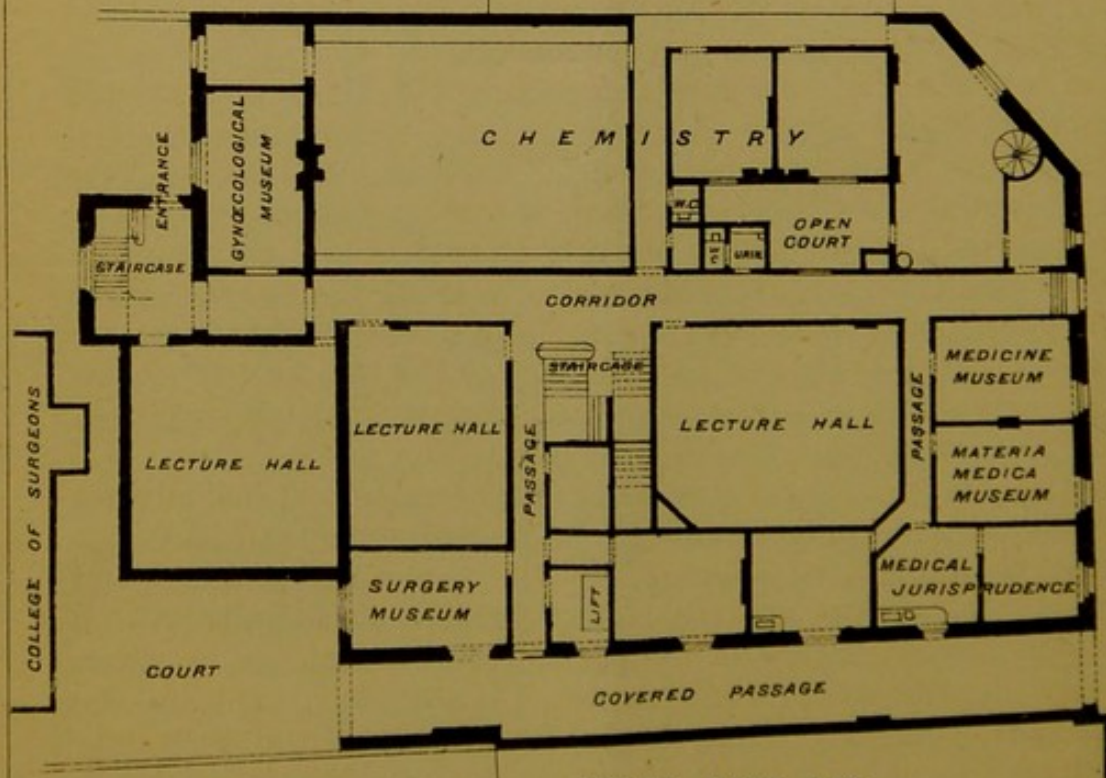 CHEMISTRY
ENTRANCE
GYNŒCOLOGICAL
MUSEUM
W.C
OPEN
COURT
W.C
URIN
STAIRCASE
CORRIDOR
COLLEGE OF SURGEONS
LECTURE HALL
LECTURE HALL
PASSAGE
STAIRCASE
LECTURE HALL
PASSAGE
MEDICINE
MUSEUM
MATERIA
MEDICA
MUSEUM
SURGERY
MUSEUM
LIFT
MEDICAL
JURISPRUDENCE
COURT
COVERED PASSAGE